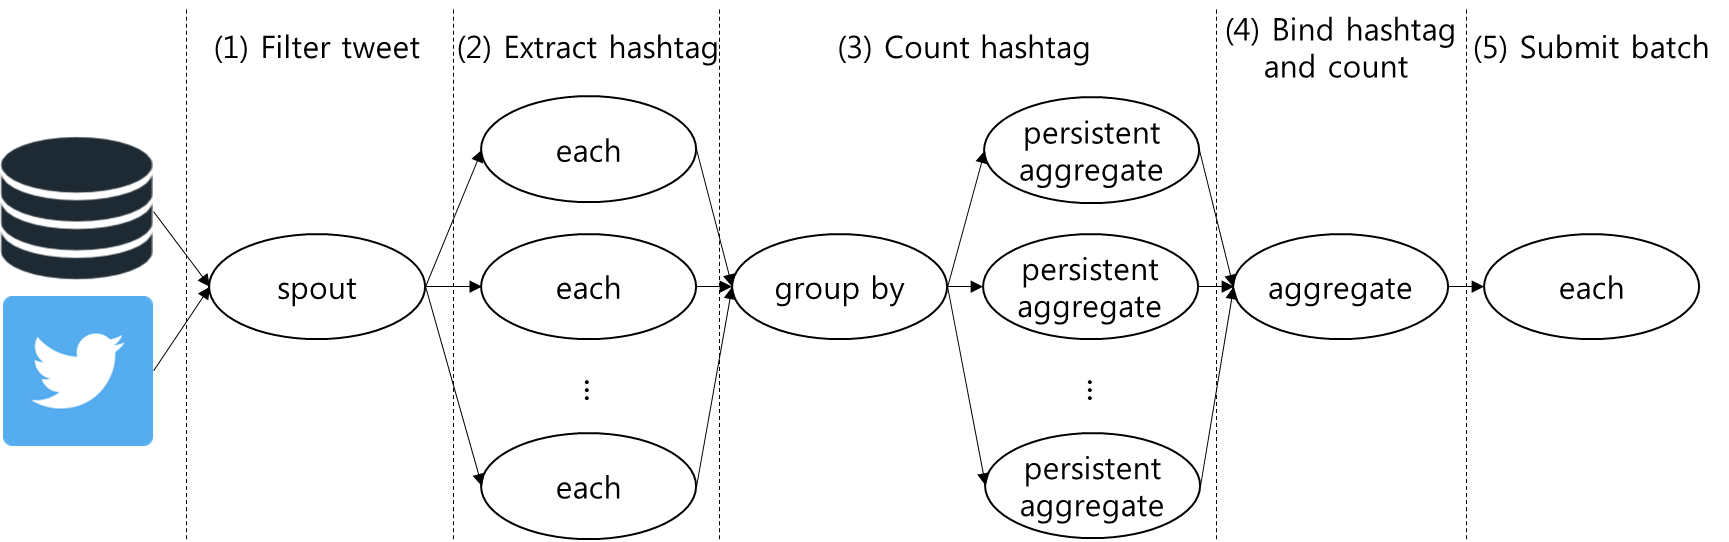 (1) Filter tweet
(2) Extract hashtag
(3) Count hashtag
(4) Bind hashtag
and count
(5) Submit batch
spout
each
each
⋮
each
group by
persistent
aggregate
persistent
aggregate
⋮
persistent
aggregate
aggregate
each